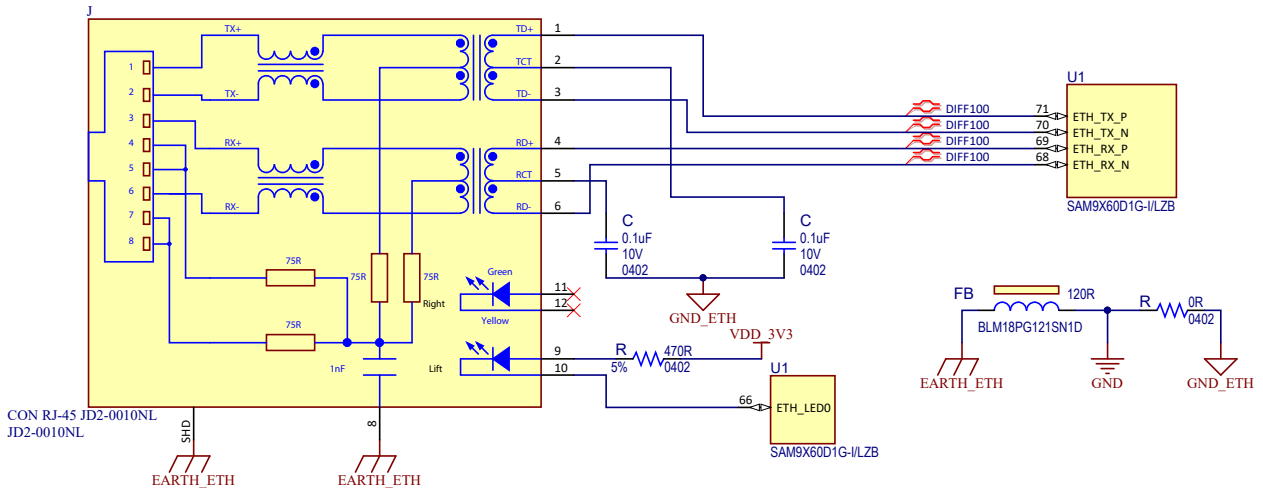 J
TX+
TX-
RX+
RX-
1
2
3
4
5
6
7
8
TD+
TCT
TD-
RD+
RCT
RD-
1
2
3
4
5
6
75R
75R
75R
75R
1nF
Green
Right
Yellow
Lift
11
12
9
10
CON RJ-45 JD2-0010NL
JD2-0010NL
SHD
8
EARTH_ETH
EARTH_ETH
C
0.1uF
10V
0402
C
0.1uF
10V
0402
GND_ETH
VDD_3V3
R
470R
5%
0402
U1
66
ETH_LED0
SAM9X60D1G-I/LZB
DIFF100
DIFF100
DIFF100
DIFF100
U1
71
ETH_TX_P
70
ETH_TX_N
69
ETH_RX_P
68
ETH_RX_N
SAM9X60D1G-I/LZB
FB
120R
BLM18PG121SN1D
R
0R
0402
EARTH_ETH
GND
GND_ETH